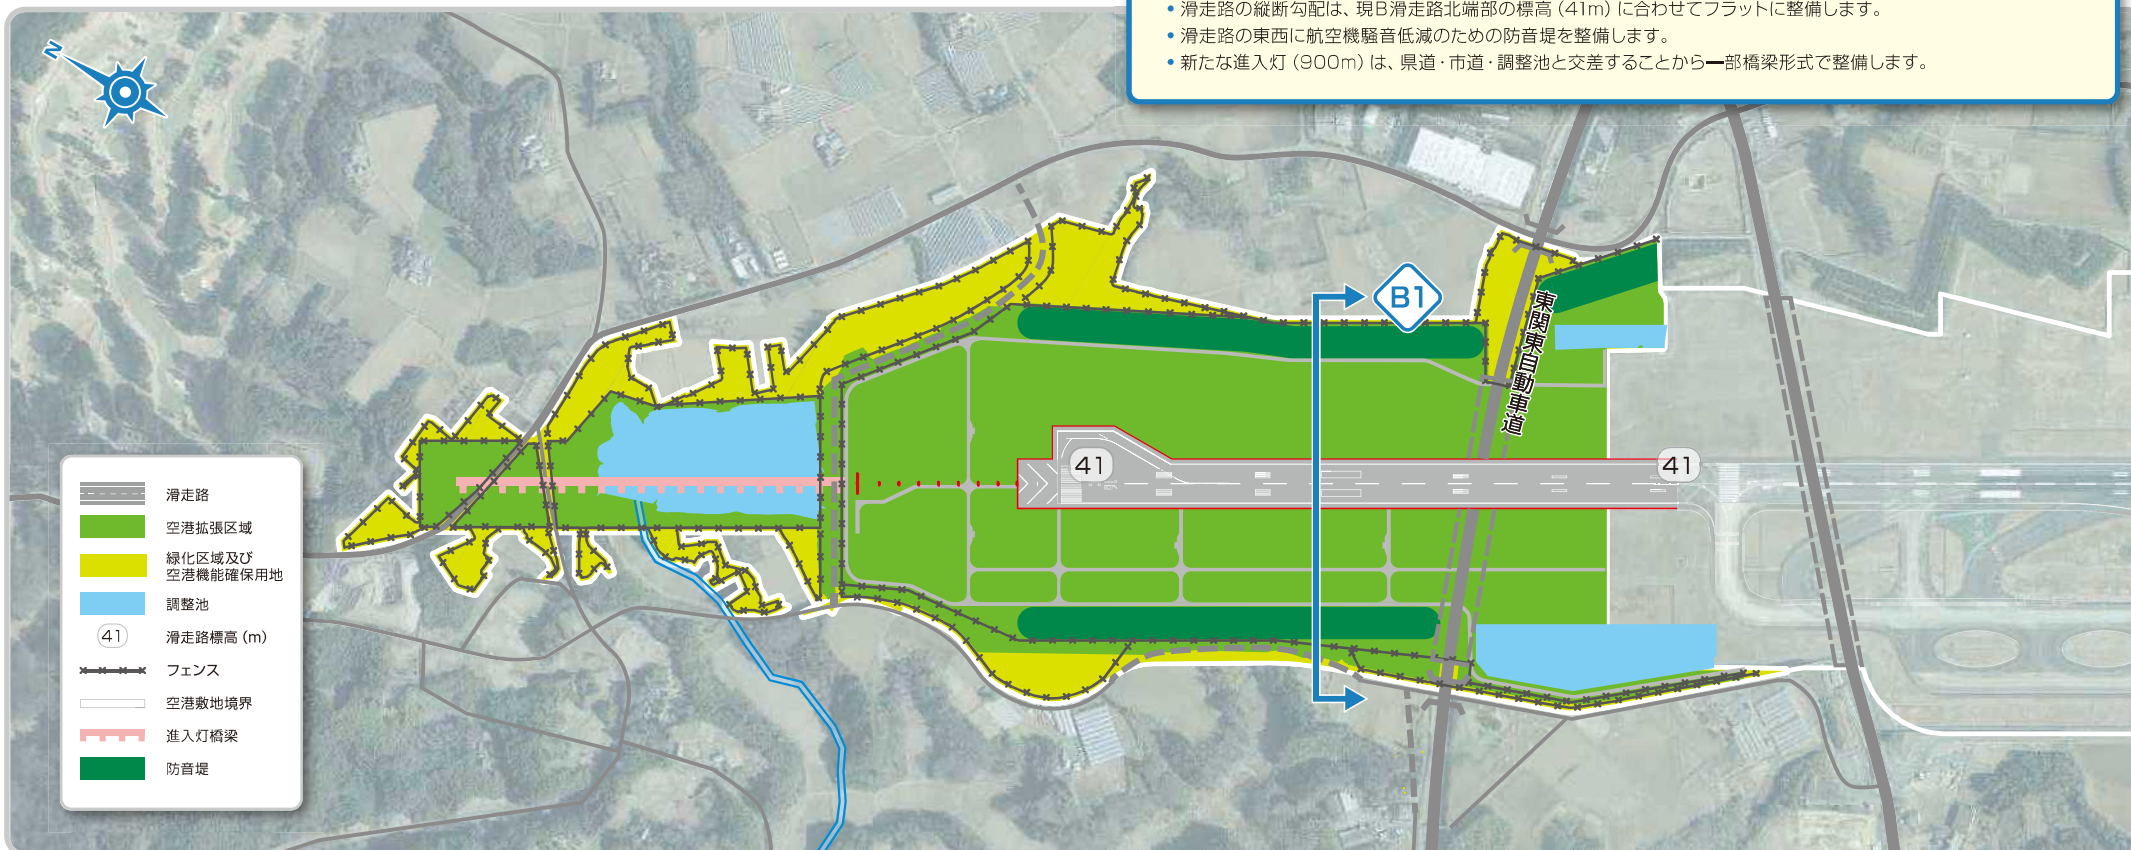 • 滑走路の縦断勾配は、現B滑走路北端部の標高（41m）に合わせてフラットに整備します。
• 滑走路の東西に航空機騒音低減のための防音堤を整備します。
• 新たな進入灯（900m）は、県道・市道・調整池と交差することから一部橋梁形式で整備します。
N
B1
東関東自動車道
41
41
滑走路
空港拡張区域
緑化区域及び
空港機能確保用地
調整池
41 滑走路標高（m）
フェンス
空港敷地境界
進入灯橋梁
防音堤